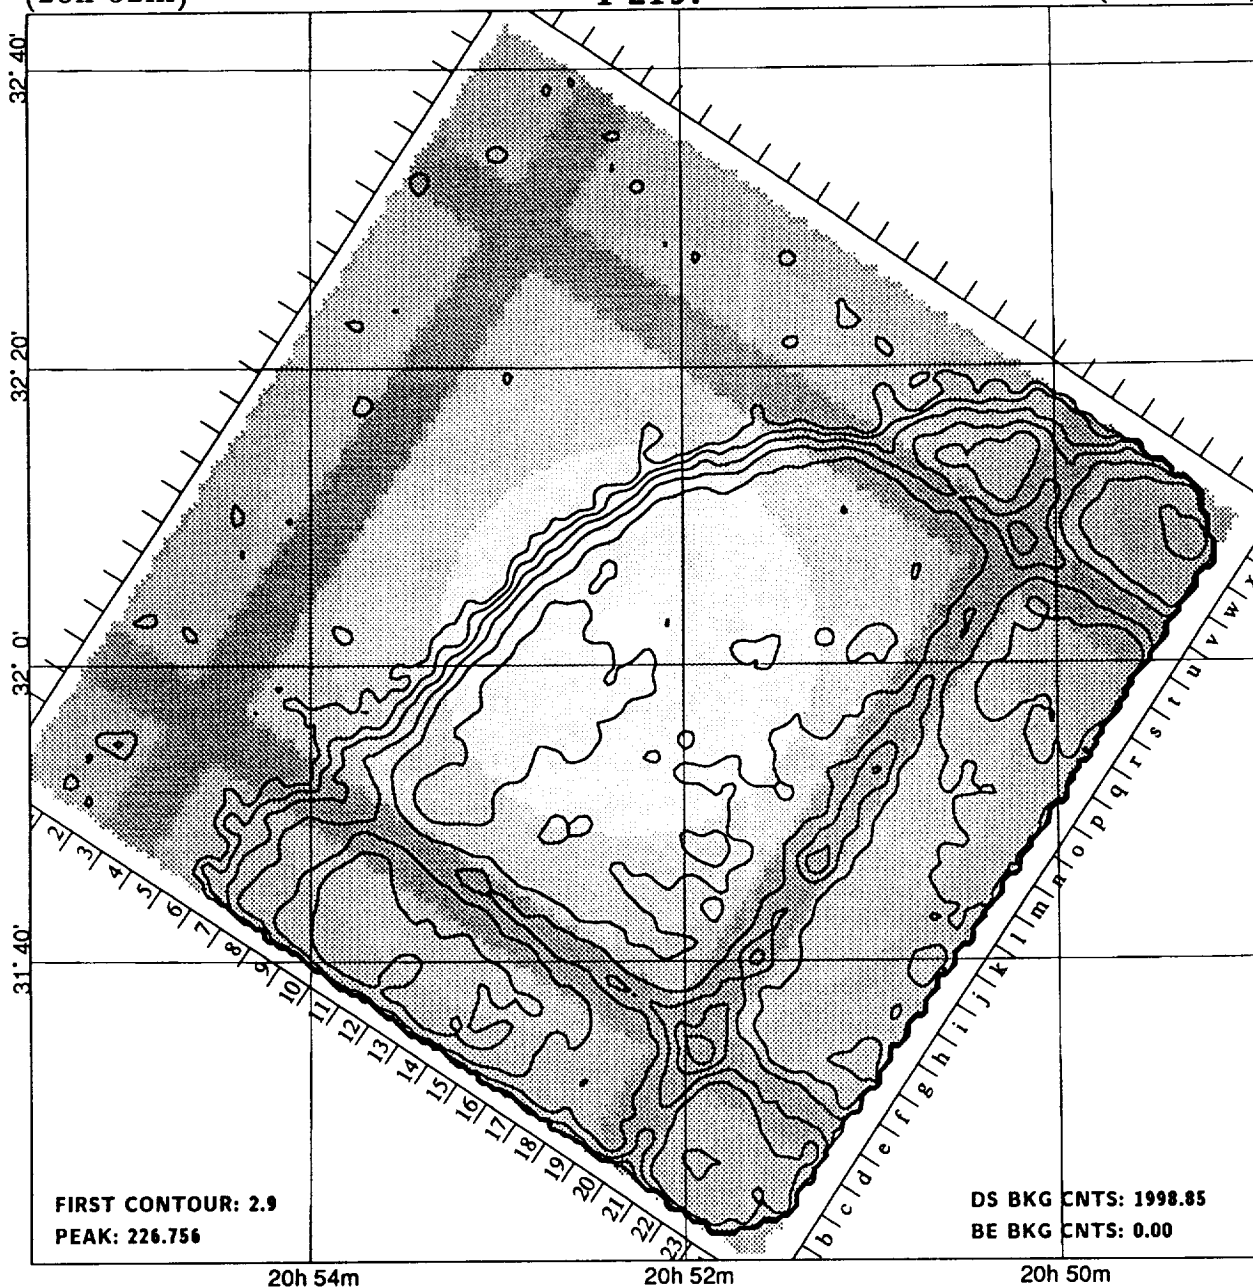 32° 40'
32° 20'
32° 0'
31° 40'
2 3 4 5 6 7 8 9 10 11 12 13 14 15 16 17 18 19 20 21 22 23
b c d e f g h i j k l m n o p q r s t u v w x
FIRST CONTOUR: 2.9
PEAK: 226.756
DS BKG CNTS: 1998.85
BE BKG CNTS: 0.00
20h 54m 20h 52m 20h 50m